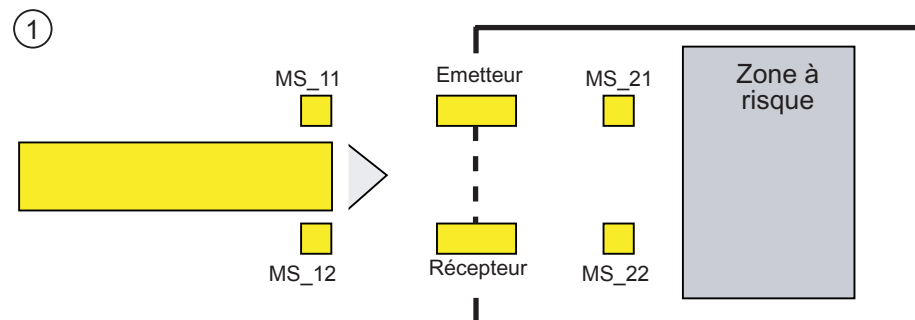 1
MS_11
Emetteur
MS_21
Zone à
risque
MS_12
Récepteur
MS_22